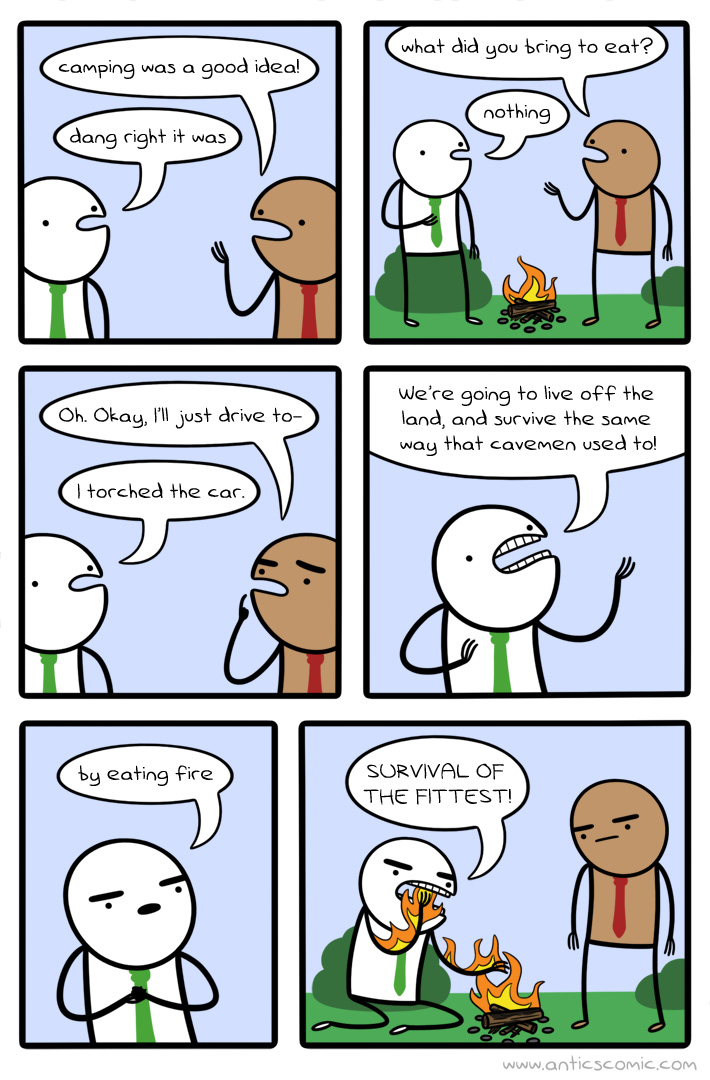 camping was a good idea!
dang right it was
what did you bring to eat?
nothing
Oh. Okay, I'll just drive to-
I torched the car.
We're going to live off the
land, and survive the same
way that cavemen used to!
by eating fire
SURVIVAL OF
THE FITTEST!
www.anticscomic.com